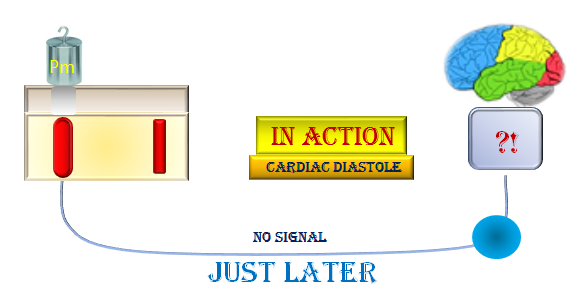 Pm
IN ACTION
CARDIAC DIASTOLE
?!
NO SIGNAL
JUST LATER